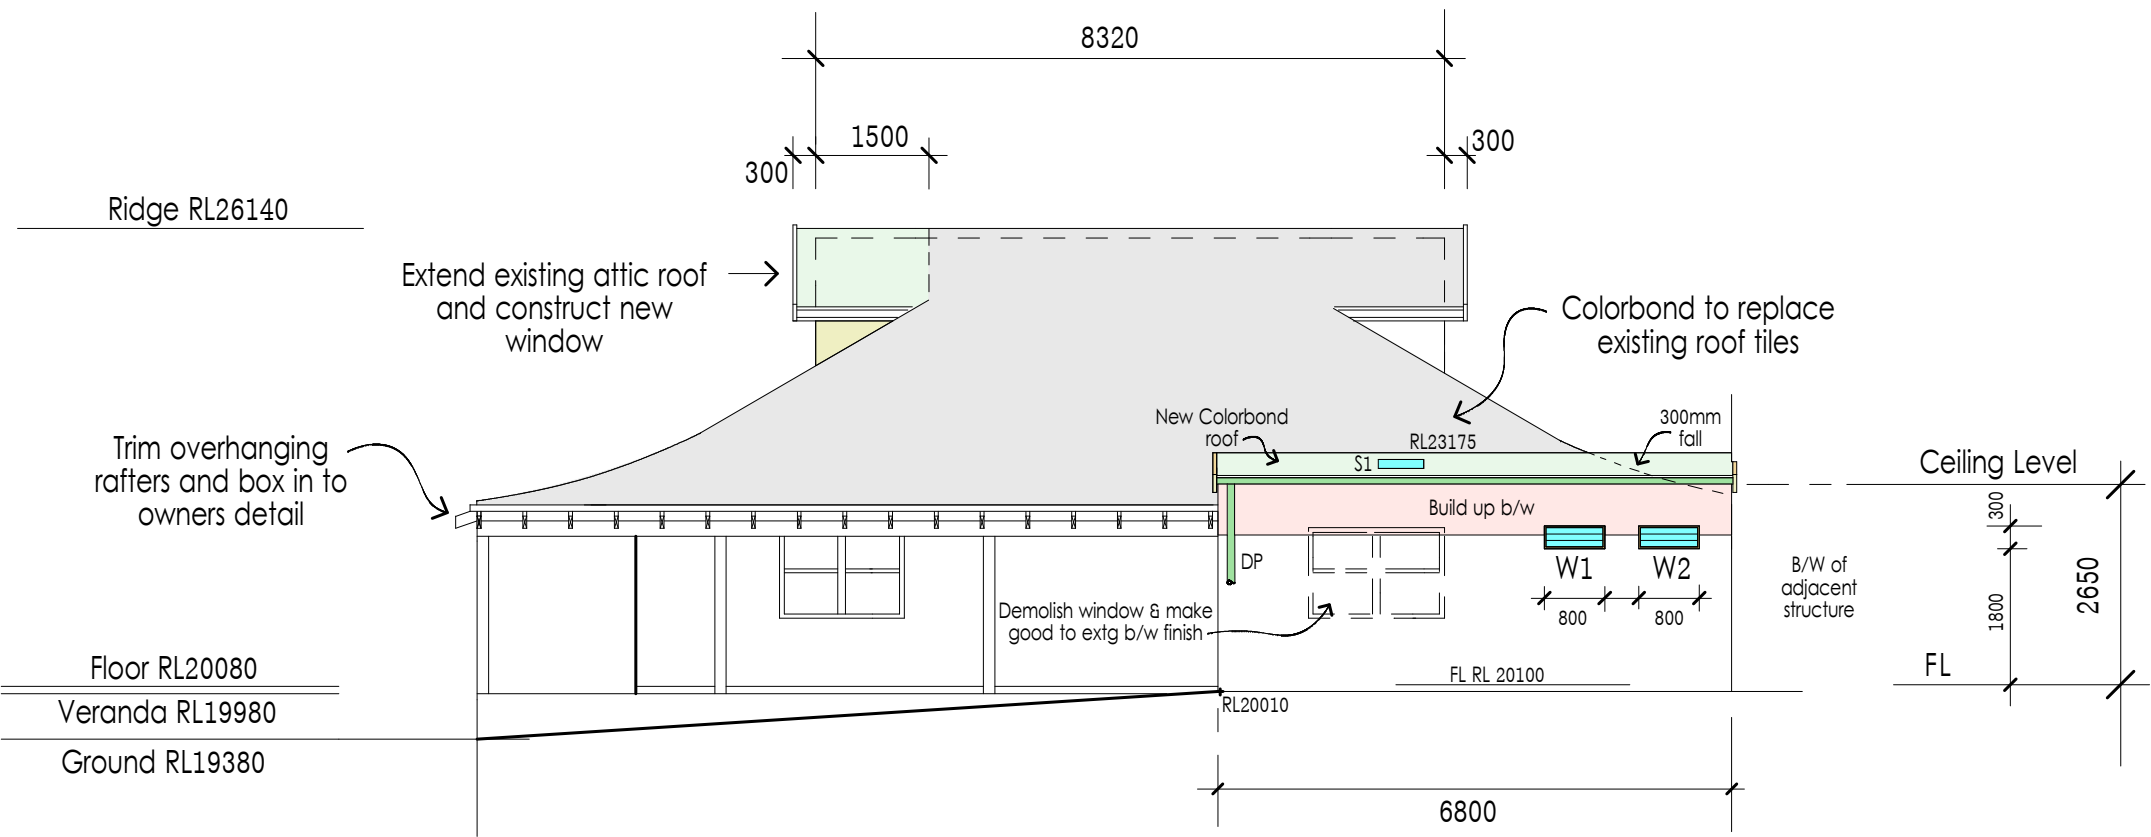 8320
1500
300
300
Ridge RL26140
Extend existing attic roof
and construct new
window
Colorbond to replace
existing roof tiles
New Colorbond
roof
RL23175
300mm
fall
S1
Trim overhanging
rafters and box in to
owners detail
Ceiling Level
Build up b/w
300
DP
W1
W2
B/W of
adjacent
structure
2650
1800
800
800
Demolish window & make
good to extg b/w finish
Floor RL20080
FL RL 20100
FL
Veranda RL19980
RL20010
Ground RL19380
6800